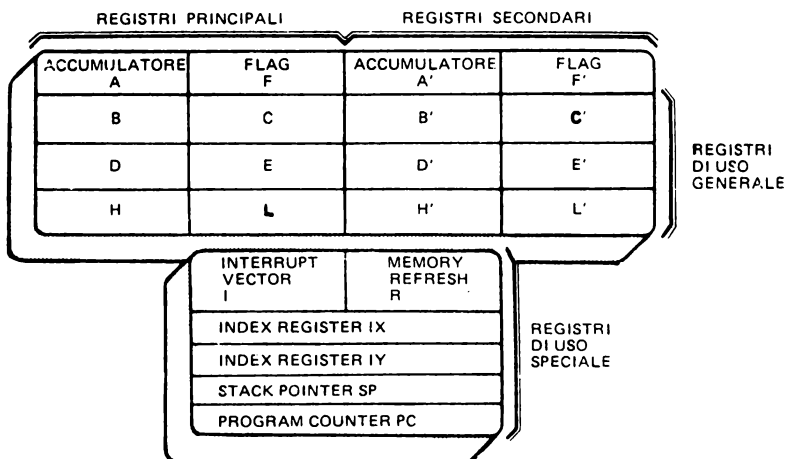 REGISTRI PRINCIPALI REGISTRI SECONDARI
ACCUMULATORE FLAG ACCUMULATORE FLAG
A F A' F'
B C B' C'
D E D' E'
H L H' L'
REGISTRI
DI USO
GENERALE
INTERRUPT MEMORY
VECTOR REFRESH
I R
INDEX REGISTER IX
INDEX REGISTER IY
STACK POINTER SP
PROGRAM COUNTER PC
REGISTRI
DI USO
SPECIALE